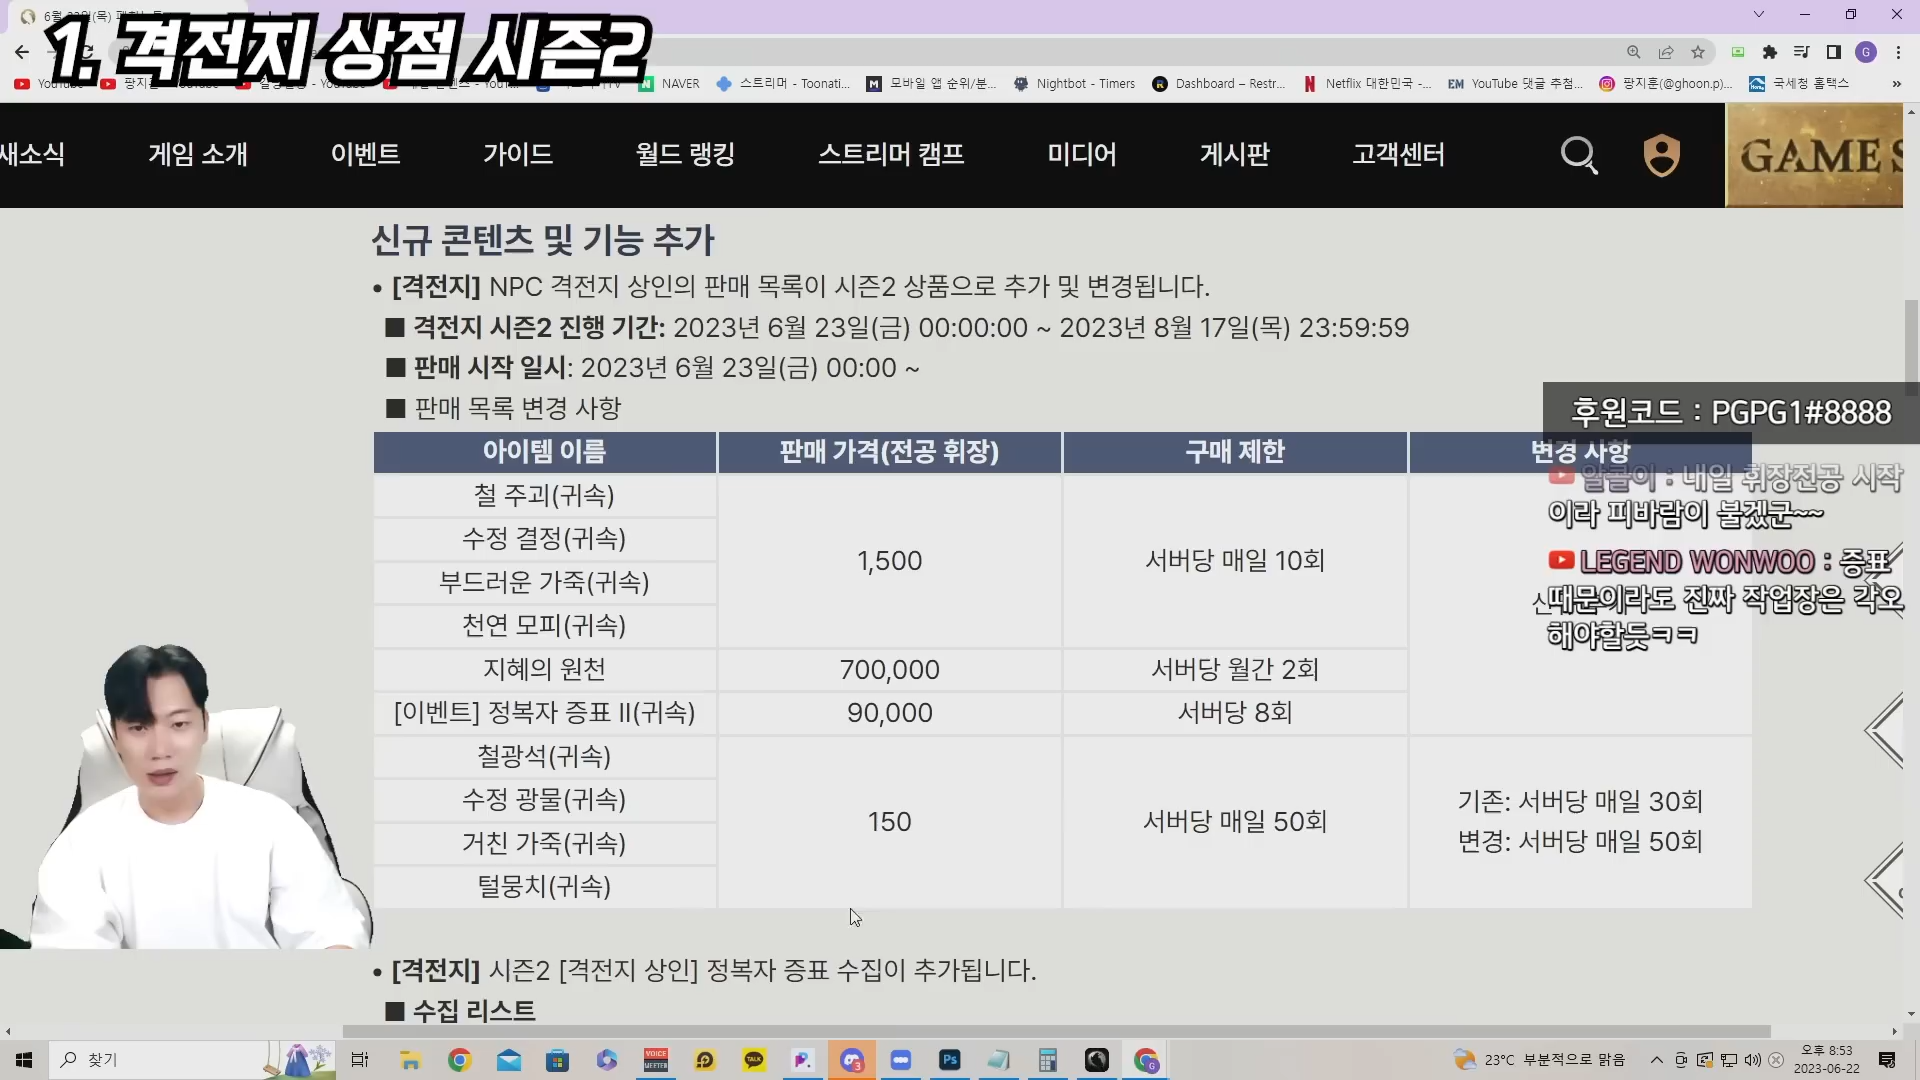 1. 격전지 상점 시즌2
NAVER
스트리머 - Toonati...
모바일 앱 순위/분...
Nightbot - Timers
Dashboard – Restr...
Netflix 대한민국 -...
YouTube 댓글 추첨...
팡지훈(@ghoon.p)...
국세청 홈택스
새소식
게임 소개
이벤트
가이드
월드 랭킹
스트리머 캠프
미디어
게시판
고객센터
GAME S
신규 콘텐츠 및 기능 추가
• [격전지] NPC 격전지 상인의 판매 목록이 시즌2 상품으로 추가 및 변경됩니다.
■ 격전지 시즌2 진행 기간: 2023년 6월 23일(금) 00:00:00 ~ 2023년 8월 17일(목) 23:59:59
■ 판매 시작 일시: 2023년 6월 23일(금) 00:00 ~
■ 판매 목록 변경 사항
후원코드 : PGPG1#8888
아이템 이름
판매 가격(전공 휘장)
구매 제한
변경 사항
철 주괴(귀속)
수정 결정(귀속)
부드러운 가죽(귀속)
천연 모피(귀속)
1,500
서버당 매일 10회
지혜의 원천
700,000
서버당 월간 2회
[이벤트] 정복자 증표 II(귀속)
90,000
서버당 8회
철광석(귀속)
수정 광물(귀속)
거친 가죽(귀속)
털뭉치(귀속)
150
서버당 매일 50회
기존: 서버당 매일 30회
변경: 서버당 매일 50회
알콜이 : 내일 휘장전공 시작
이라 피바람이 불겠군~~
LEGEND WONWOO : 증표
때문이라도 진짜 작업장은 각오
해야할듯ㅋㅋ
• [격전지] 시즌2 [격전지 상인] 정복자 증표 수집이 추가됩니다.
■ 수집 리스트
찾기
VOICE
MEETER
TALK
Ps
23°C 부분적으로 맑음
오후 8:53
2023-06-22